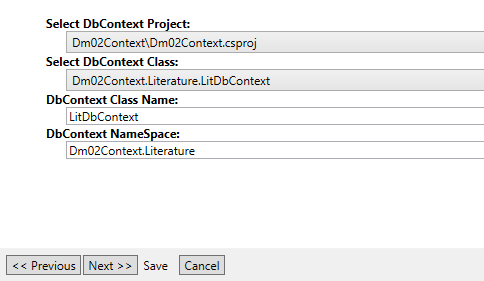 Select DbContext Project:
Dm02Context\Dm02Context.csproj
Select DbContext Class:
Dm02Context.Literature.LitDbContext
DbContext Class Name:
LitDbContext
DbContext NameSpace:
Dm02Context.Literature
<< Previous Next >> Save Cancel